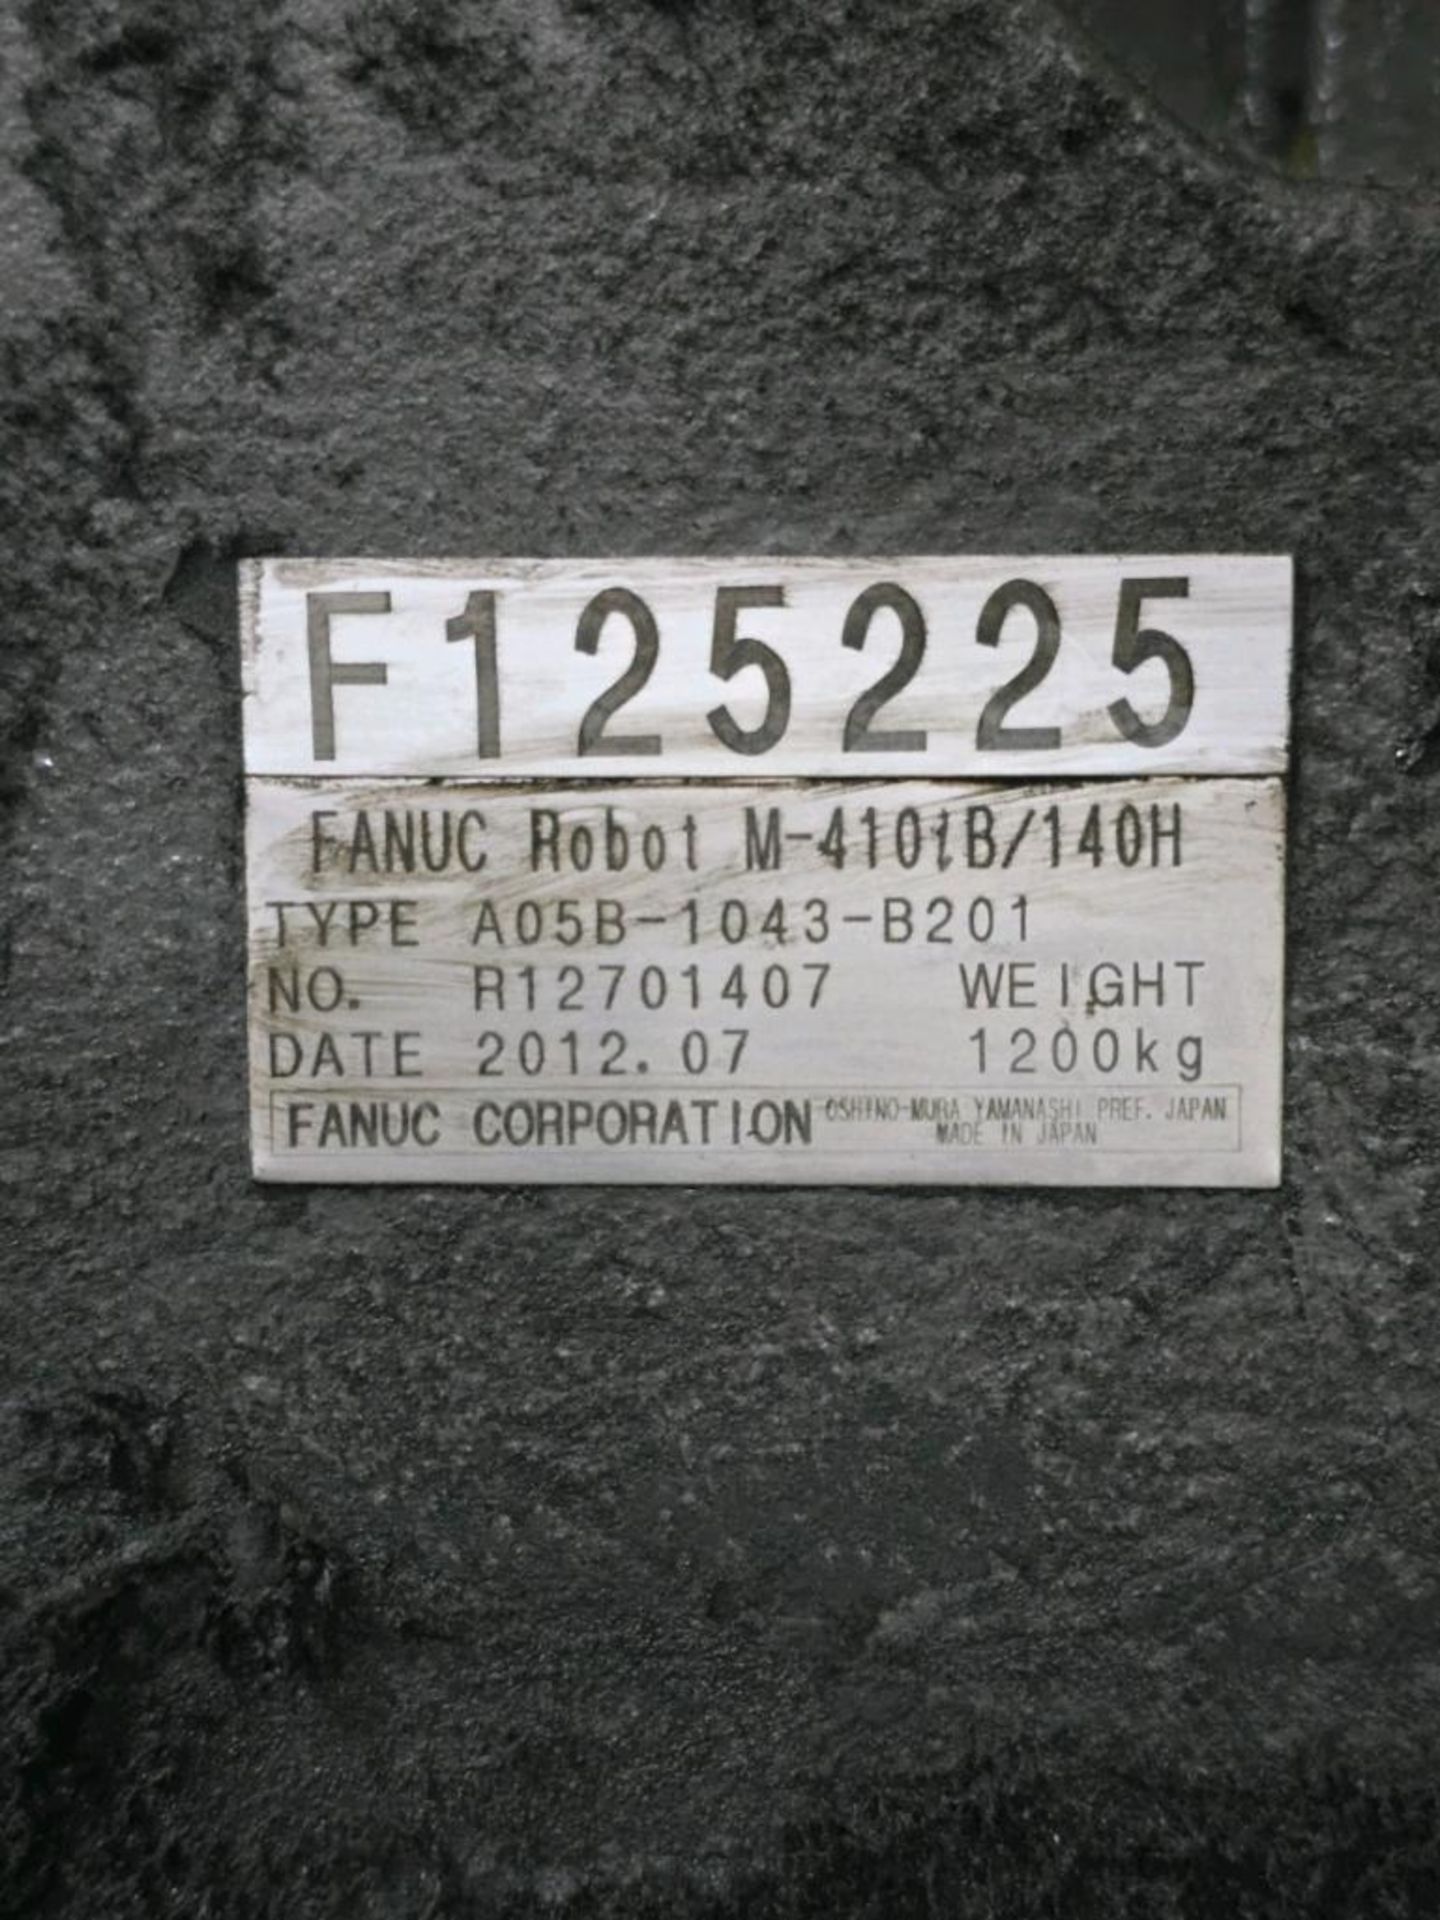 F125225
FANUC Robot M-410iB/140H
TYPE A05B-1043-B201
NO. R12701407 WEIGHT
DATE 2012.07 1200kg
FANUC CORPORATION OSHINO-MURA YAMANASHI PREF. JAPAN
MADE IN JAPAN